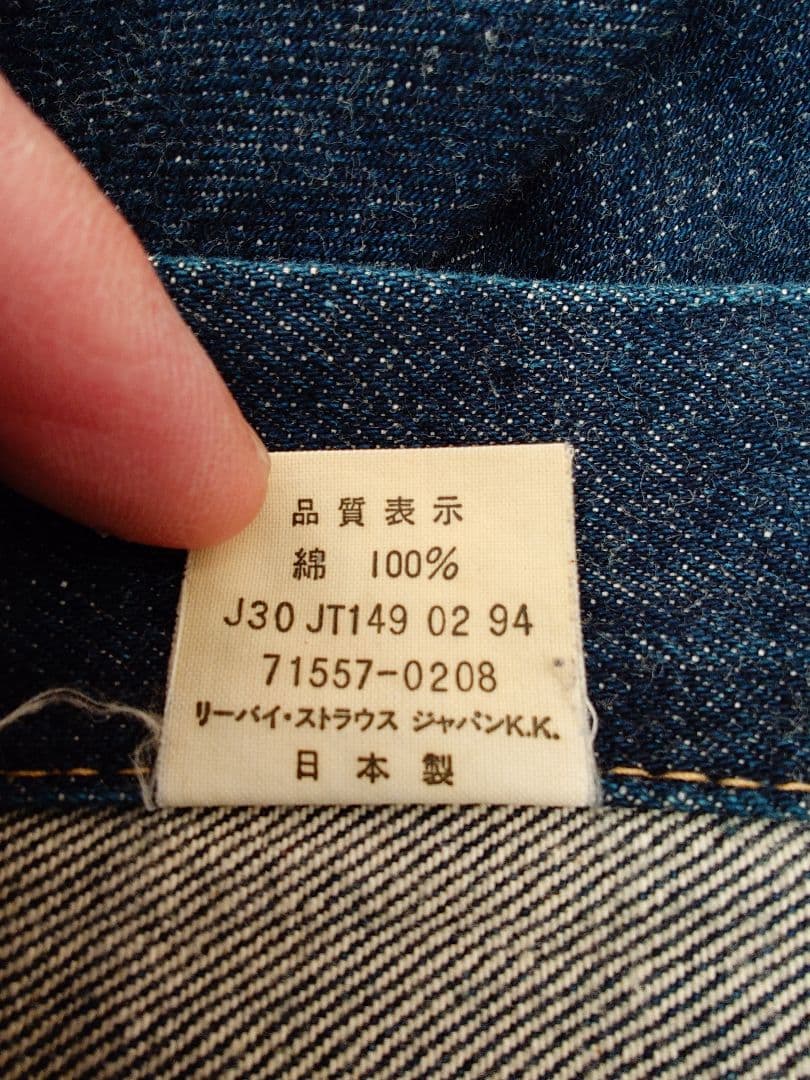 品質表示
綿 100%
J30 JT149 02 94
71557-0208
リーバイ・ストラウス ジャパンK.K.
日本製